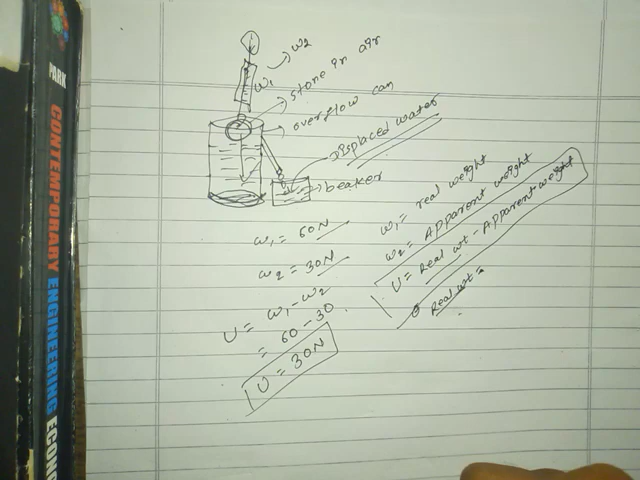 PARK
CONTEMPORARY ENGINEERING ECONO
w1 → w2
stone in air
overflow can
Displaced water
beaker
w1 = 60N
w2 = 30N
U = w1 - w2
= 60 - 30
U = 30N
w1 = real weight
w2 = Apparent weight
U = Real wt - Apparent weight
Real wt =